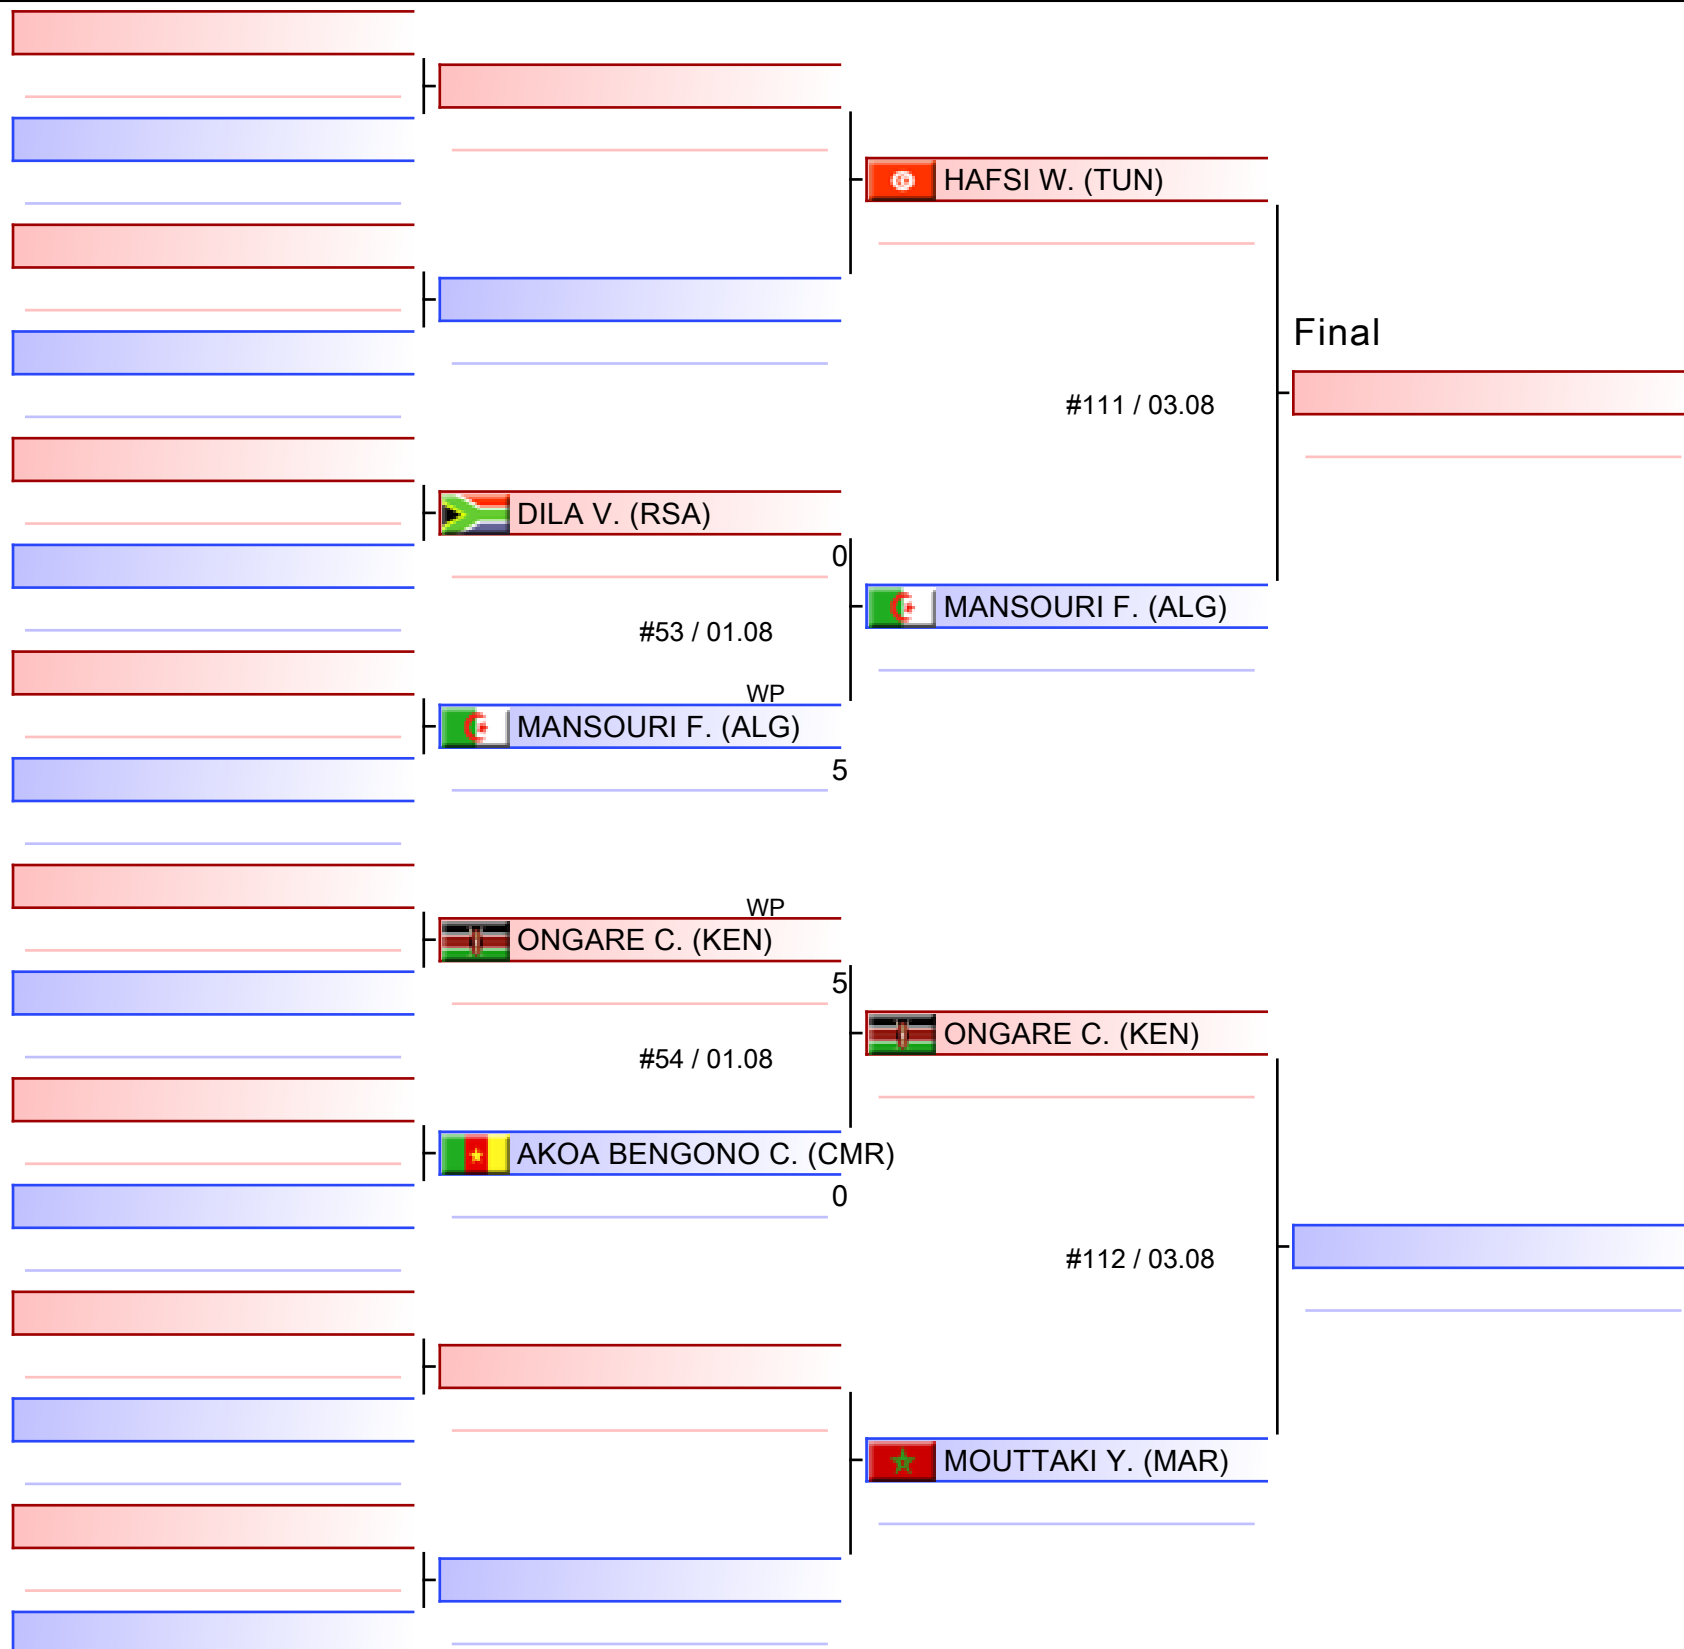 HAFSI W. (TUN)
Final
#111 / 03.08
DILA V. (RSA)
0
MANSOURI F. (ALG)
#53 / 01.08
WP
MANSOURI F. (ALG)
5
WP
ONGARE C. (KEN)
5
ONGARE C. (KEN)
#54 / 01.08
AKOA BENGONO C. (CMR)
0
#112 / 03.08
MOUTTAKI Y. (MAR)